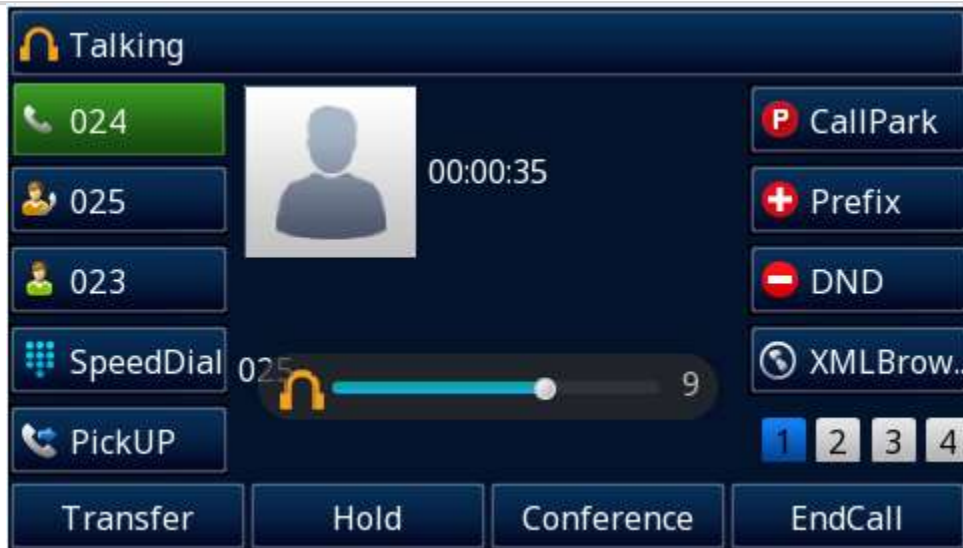 Talking
024
025
023
SpeedDial
PickUP
00:00:35
025
9
P CallPark
Prefix
DND
XMLBrow..
1 2 3 4
Transfer Hold Conference EndCall